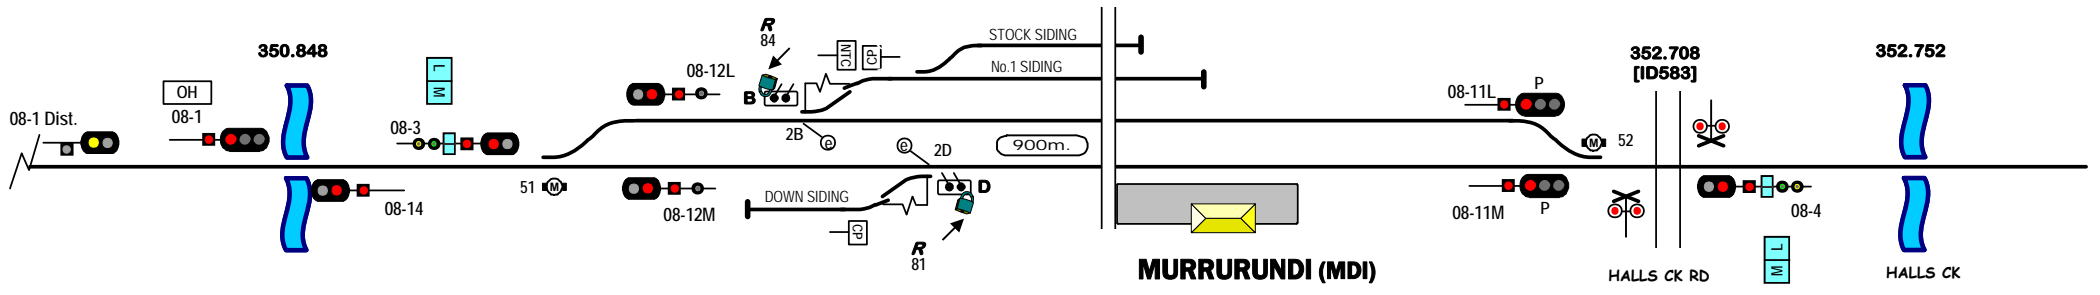 350.848
OH
08-1 Dist.
08-1
L
M
08-3
R
84
08-12L
B
NTC
CP
STOCK SIDING
No.1 SIDING
2B
e
e
2D
900m.
08-11L
P
352.708
[ID583]
352.752
M
52
08-14
51
M
08-12M
DOWN SIDING
D
CP
R
81
MURRURUNDI (MDI)
08-11M
P
08-4
L
M
HALLS CK RD
HALLS CK